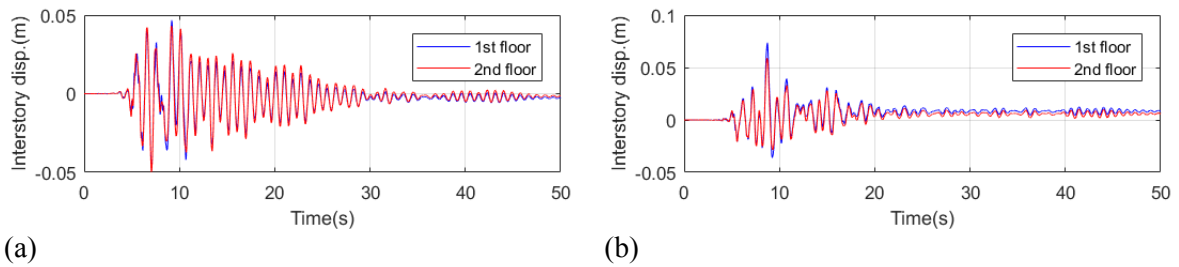 0.05
0
-0.05
Interstory disp.(m)
1st floor
2nd floor
0 10 20 30 40 50
Time(s)
(a)
0.1
0.05
0
-0.05
Interstory disp.(m)
1st floor
2nd floor
0 10 20 30 40 50
Time(s)
(b)